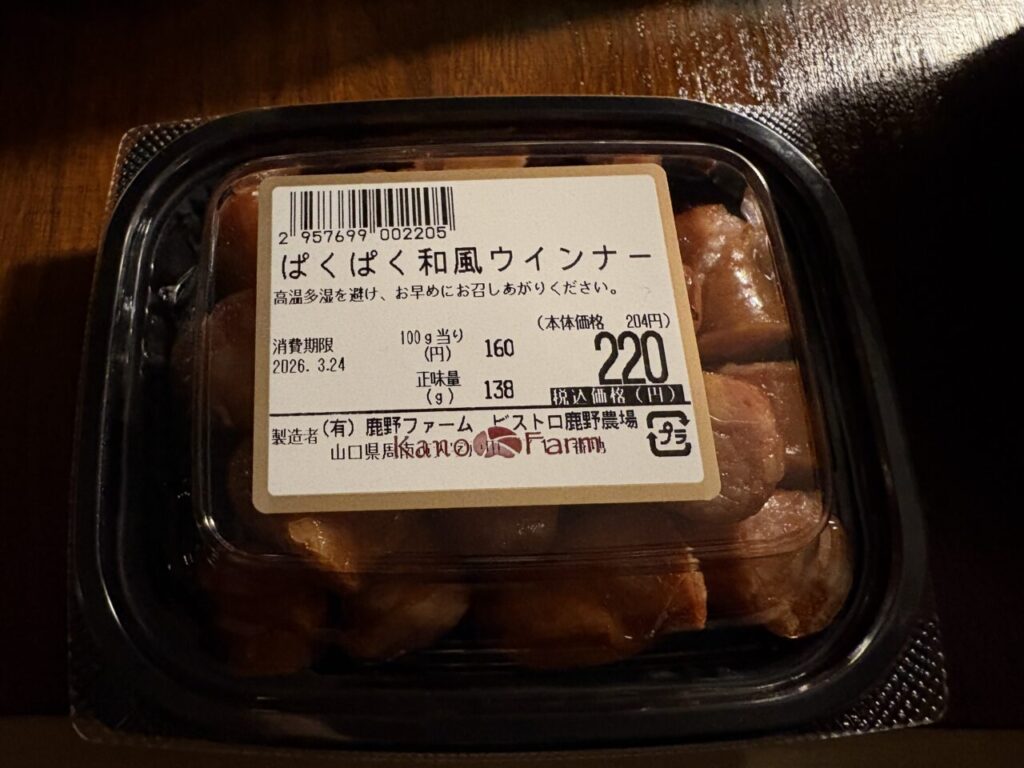 2 957699 002205
ぱくぱく和風ウインナー
高温多湿を避け、お早めにお召しあがりください。
(本体価格 204円)
消費期限
2026. 3.24
100g当り
(円) 160
220
正味量
(g) 138
税込価格(円)
製造者 (有) 鹿野ファーム ビストロ鹿野農場
山口県周南
Kano Farm
プラ